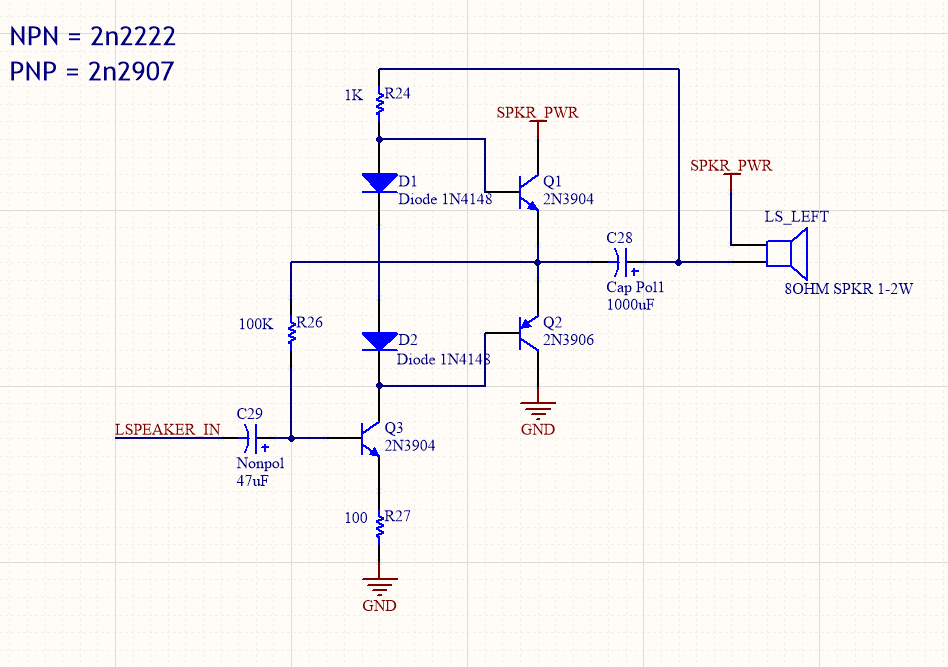 NPN = 2n2222
PNP = 2n2907
1K
R24
SPKR_PWR
SPKR_PWR
D1
Diode 1N4148
Q1
2N3904
LS_LEFT
C28
Cap Pol1
1000uF
8OHM SPKR 1-2W
100K
R26
D2
Diode 1N4148
Q2
2N3906
GND
C29
LSPEAKER_IN
Nonpol
47uF
Q3
2N3904
100
R27
GND